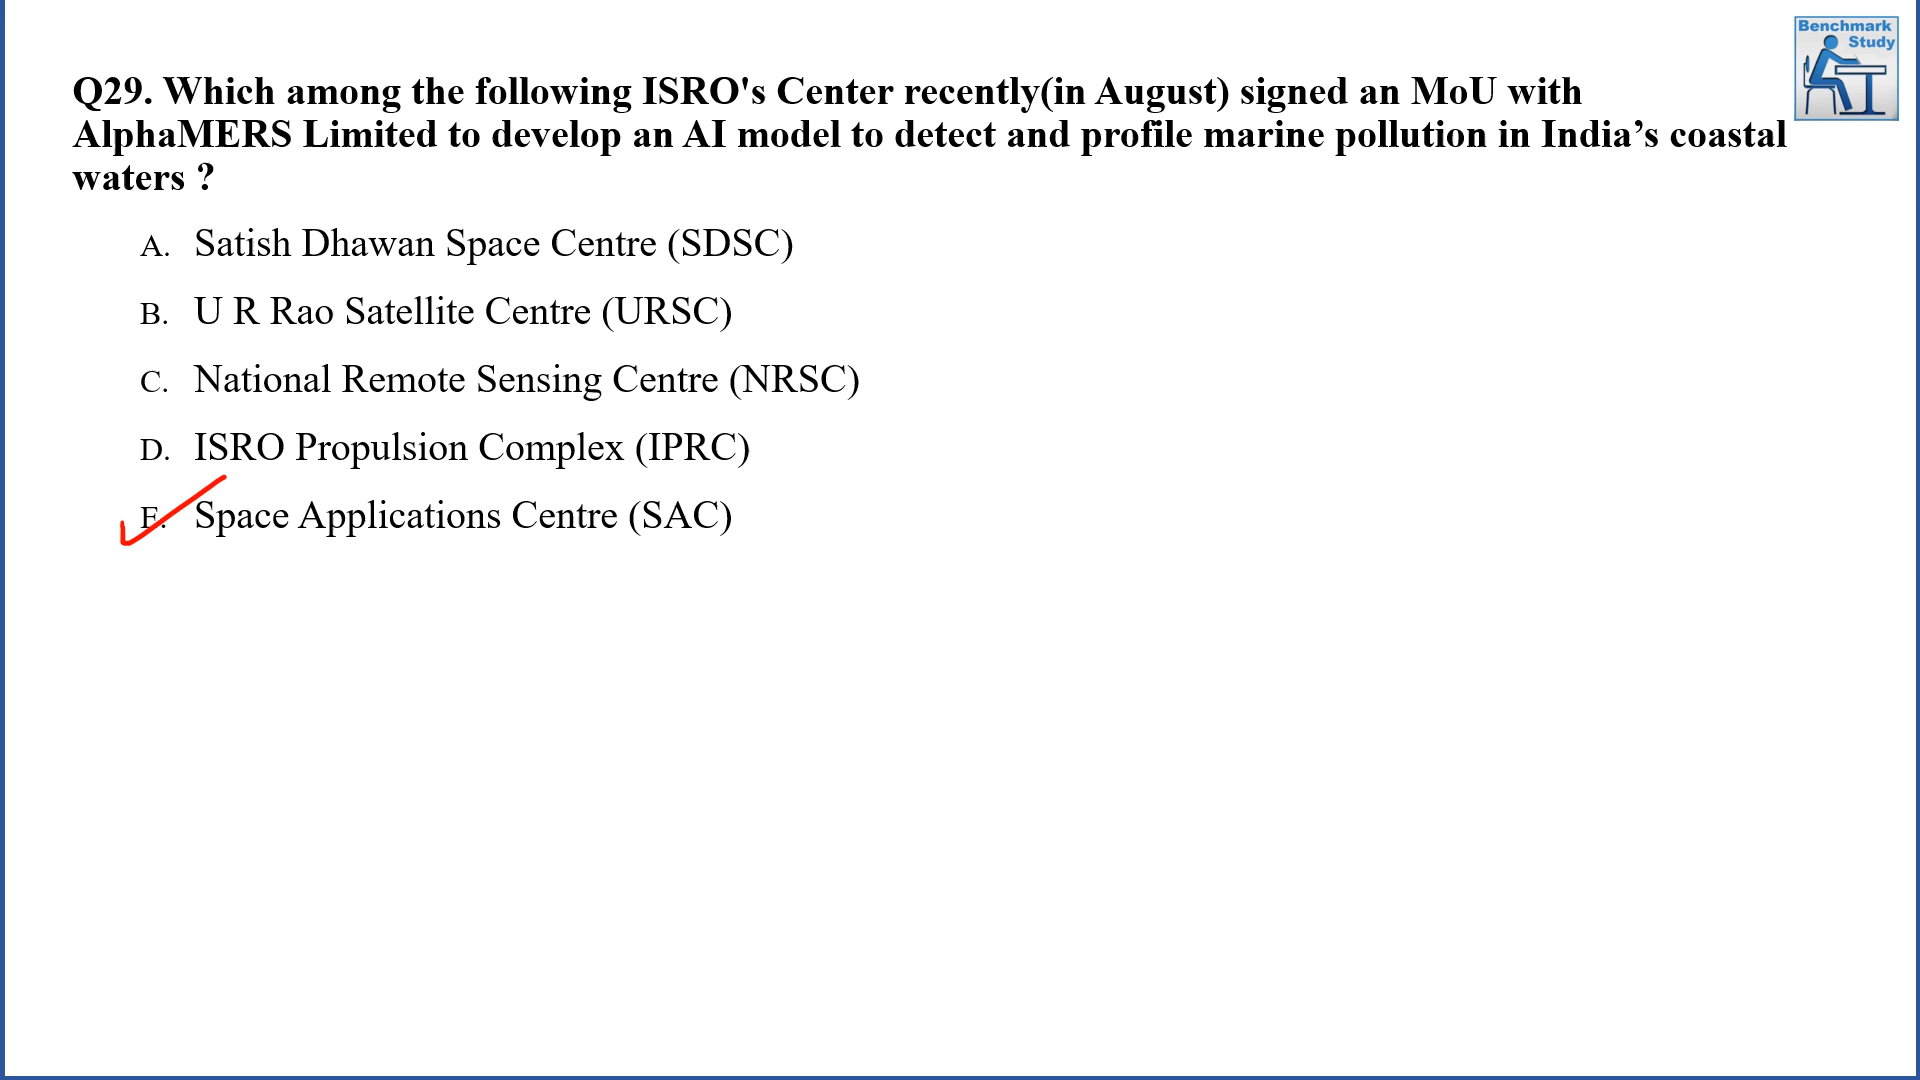 Benchmark
Study
Q29. Which among the following ISRO's Center recently(in August) signed an MoU with
AlphaMERS Limited to develop an AI model to detect and profile marine pollution in India’s coastal
waters ?
A. Satish Dhawan Space Centre (SDSC)
B. U R Rao Satellite Centre (URSC)
C. National Remote Sensing Centre (NRSC)
D. ISRO Propulsion Complex (IPRC)
E. Space Applications Centre (SAC)